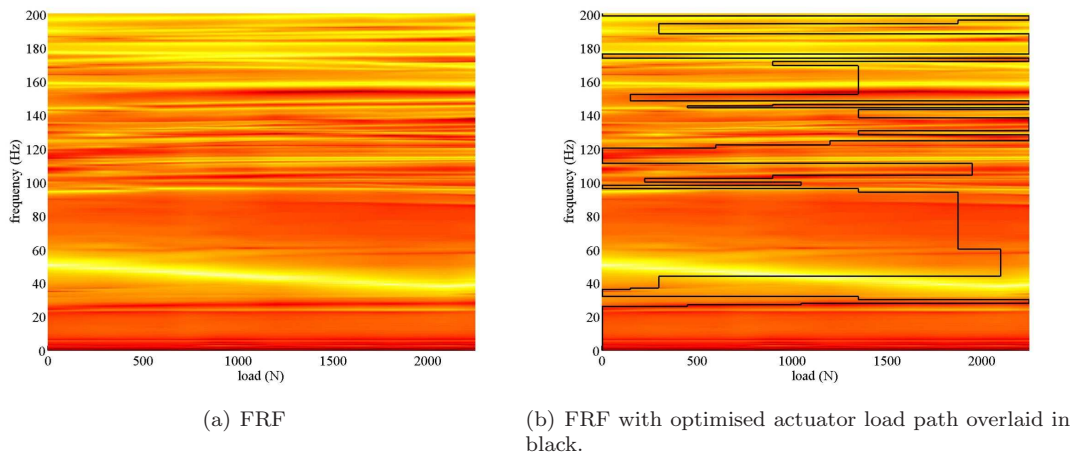 200
180
160
140
120
100
80
60
40
20
0
frequency (Hz)
0 500 1000 1500 2000
load (N)
200
180
160
140
120
100
80
60
40
20
0
frequency (Hz)
0 500 1000 1500 2000
load (N)
(a) FRF
(b) FRF with optimised actuator load path overlaid in
black.